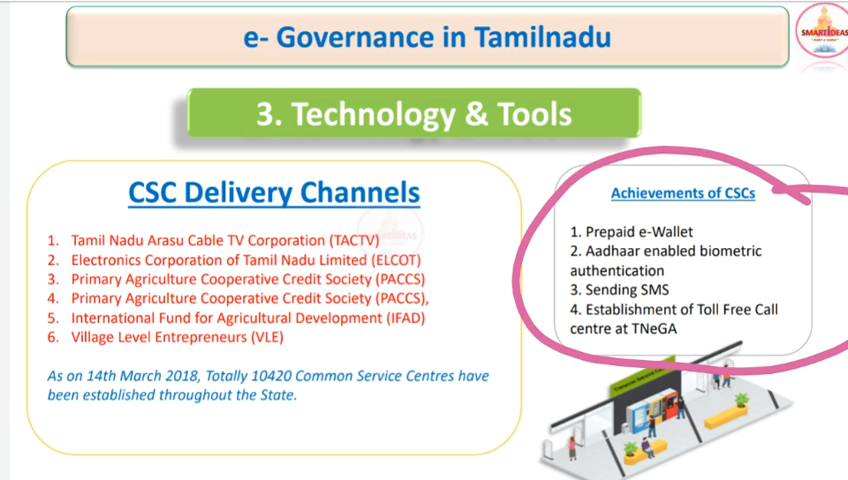 e- Governance in Tamilnadu
SMARTIDEAS
3. Technology & Tools
CSC Delivery Channels
1. Tamil Nadu Arasu Cable TV Corporation (TACTV)
2. Electronics Corporation of Tamil Nadu Limited (ELCOT)
3. Primary Agriculture Cooperative Credit Society (PACCS)
4. Primary Agriculture Cooperative Credit Society (PACCS),
5. International Fund for Agricultural Development (IFAD)
6. Village Level Entrepreneurs (VLE)
As on 14th March 2018, Totally 10420 Common Service Centres have
been established throughout the State.
Achievements of CSCs
1. Prepaid e-Wallet
2. Aadhaar enabled biometric
authentication
3. Sending SMS
4. Establishment of Toll Free Call
centre at TNeGA